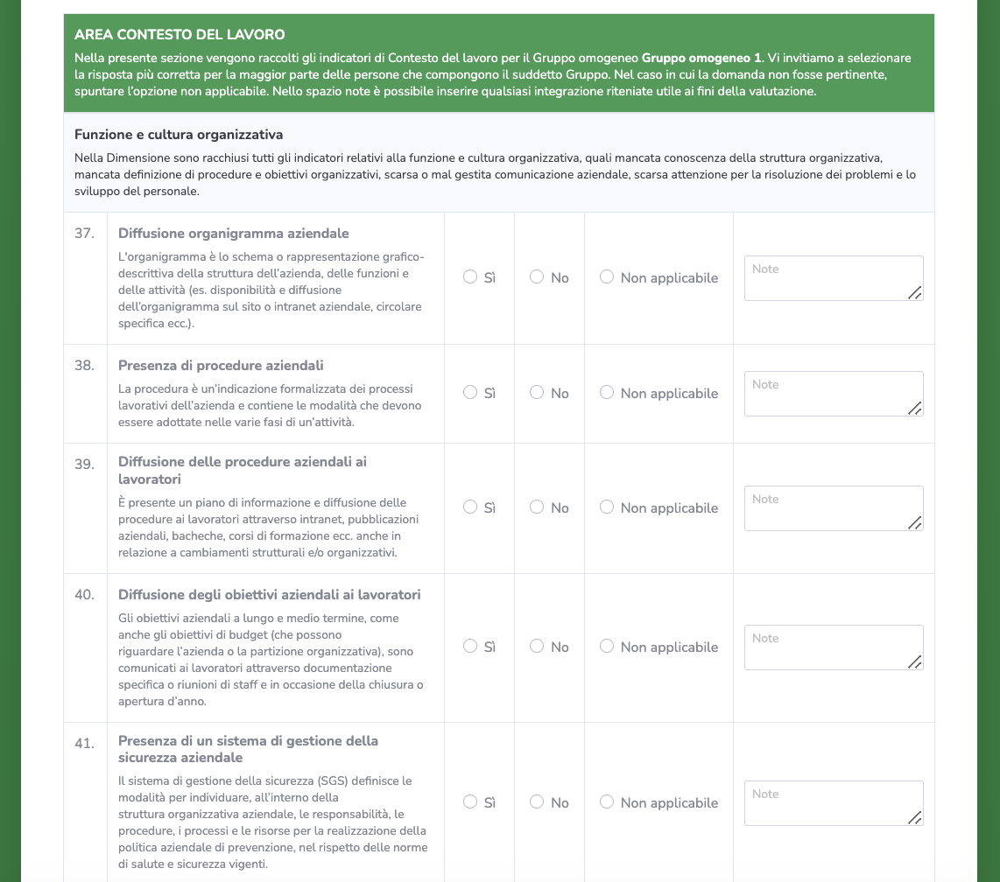 AREA CONTESTO DEL LAVORO
Nella presente sezione vengono raccolti gli indicatori di Contesto del lavoro per il Gruppo omogeneo Gruppo omogeneo 1. Vi invitiamo a selezionare
la risposta più corretta per la maggior parte delle persone che compongono il suddetto Gruppo. Nel caso in cui la domanda non fosse pertinente,
spuntare l'opzione non applicabile. Nello spazio note è possibile inserire qualsiasi integrazione riteniate utile ai fini della valutazione.
Funzione e cultura organizzativa
Nella Dimensione sono racchiusi tutti gli indicatori relativi alla funzione e cultura organizzativa, quali mancata conoscenza della struttura organizzativa,
mancata definizione di procedure e obiettivi organizzativi, scarsa o mal gestita comunicazione aziendale, scarsa attenzione per la risoluzione dei problemi e lo
sviluppo del personale.
37. Diffusione organigramma aziendale
L'organigramma è lo schema o rappresentazione grafico-
descrittiva della struttura dell'azienda, delle funzioni e
delle attività (es. disponibilità e diffusione
dell'organigramma sul sito o intranet aziendale, circolare
specifica ecc.).
Sì No Non applicabile Note
38. Presenza di procedure aziendali
La procedura è un'indicazione formalizzata dei processi
lavorativi dell'azienda e contiene le modalità che devono
essere adottate nelle varie fasi di un'attività.
Sì No Non applicabile Note
39. Diffusione delle procedure aziendali ai
lavoratori
È presente un piano di informazione e diffusione delle
procedure ai lavoratori attraverso intranet, pubblicazioni
aziendali, bacheche, corsi di formazione ecc. anche in
relazione a cambiamenti strutturali e/o organizzativi.
Sì No Non applicabile Note
40. Diffusione degli obiettivi aziendali ai lavoratori
Gli obiettivi aziendali a lungo e medio termine, come
anche gli obiettivi di budget (che possono
riguardare l'azienda o la partizione organizzativa), sono
comunicati ai lavoratori attraverso documentazione
specifica o riunioni di staff e in occasione della chiusura o
apertura d'anno.
Sì No Non applicabile Note
41. Presenza di un sistema di gestione della
sicurezza aziendale
Il sistema di gestione della sicurezza (SGS) definisce le
modalità per individuare, all'interno della
struttura organizzativa aziendale, le responsabilità, le
procedure, i processi e le risorse per la realizzazione della
politica aziendale di prevenzione, nel rispetto delle norme
di salute e sicurezza vigenti.
Sì No Non applicabile Note